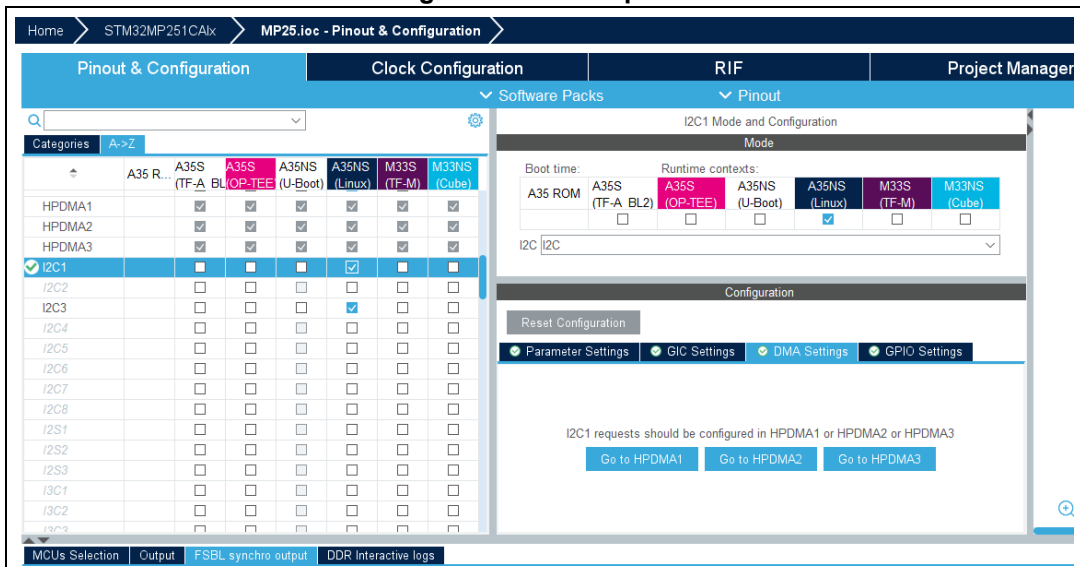 Home STM32MP251CAIx MP25.ioc - Pinout & Configuration
Pinout & Configuration Clock Configuration RIF Project Manager
Software Packs Pinout
Categories A->Z
A35 R... A35S (TF-A BL A35S (OP-TEE) A35NS (U-Boot) A35NS (Linux) M33S (TF-M) M33NS (Cube)
HPDMA1
HPDMA2
HPDMA3
I2C1
I2C2
I2C3
I2C4
I2C5
I2C6
I2C7
I2C8
I2S1
I2S2
I2S3
I3C1
I3C2
I3C3
I2C1 Mode and Configuration
Mode
Boot time: Runtime contexts:
A35 ROM A35S (TF-A BL2) A35S (OP-TEE) A35NS (U-Boot) A35NS (Linux) M33S (TF-M) M33NS (Cube)
I2C I2C
Configuration
Reset Configuration
Parameter Settings GIC Settings DMA Settings GPIO Settings
I2C1 requests should be configured in HPDMA1 or HPDMA2 or HPDMA3
Go to HPDMA1 Go to HPDMA2 Go to HPDMA3
MCUs Selection Output FSBL synchro output DDR Interactive logs